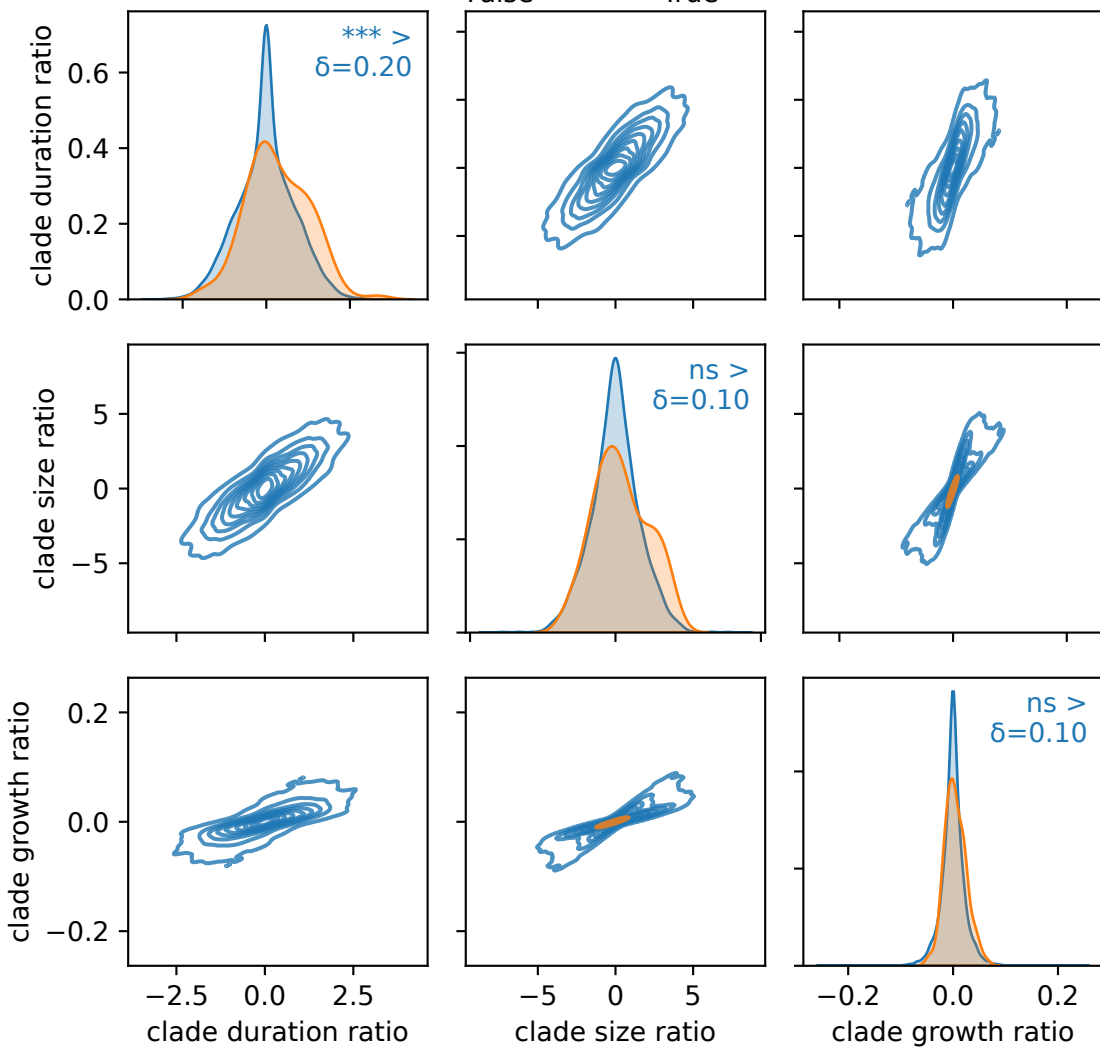 True
clade duration ratio
0.6
0.4
0.2
0.0
*** >
δ=0.20
clade size ratio
5
0
−5
ns >
δ=0.10
clade growth ratio
0.2
0.0
−0.2
ns >
δ=0.10
−2.5 0.0 2.5
−5 0 5
−0.2 0.0 0.2
clade duration ratio
clade size ratio
clade growth ratio